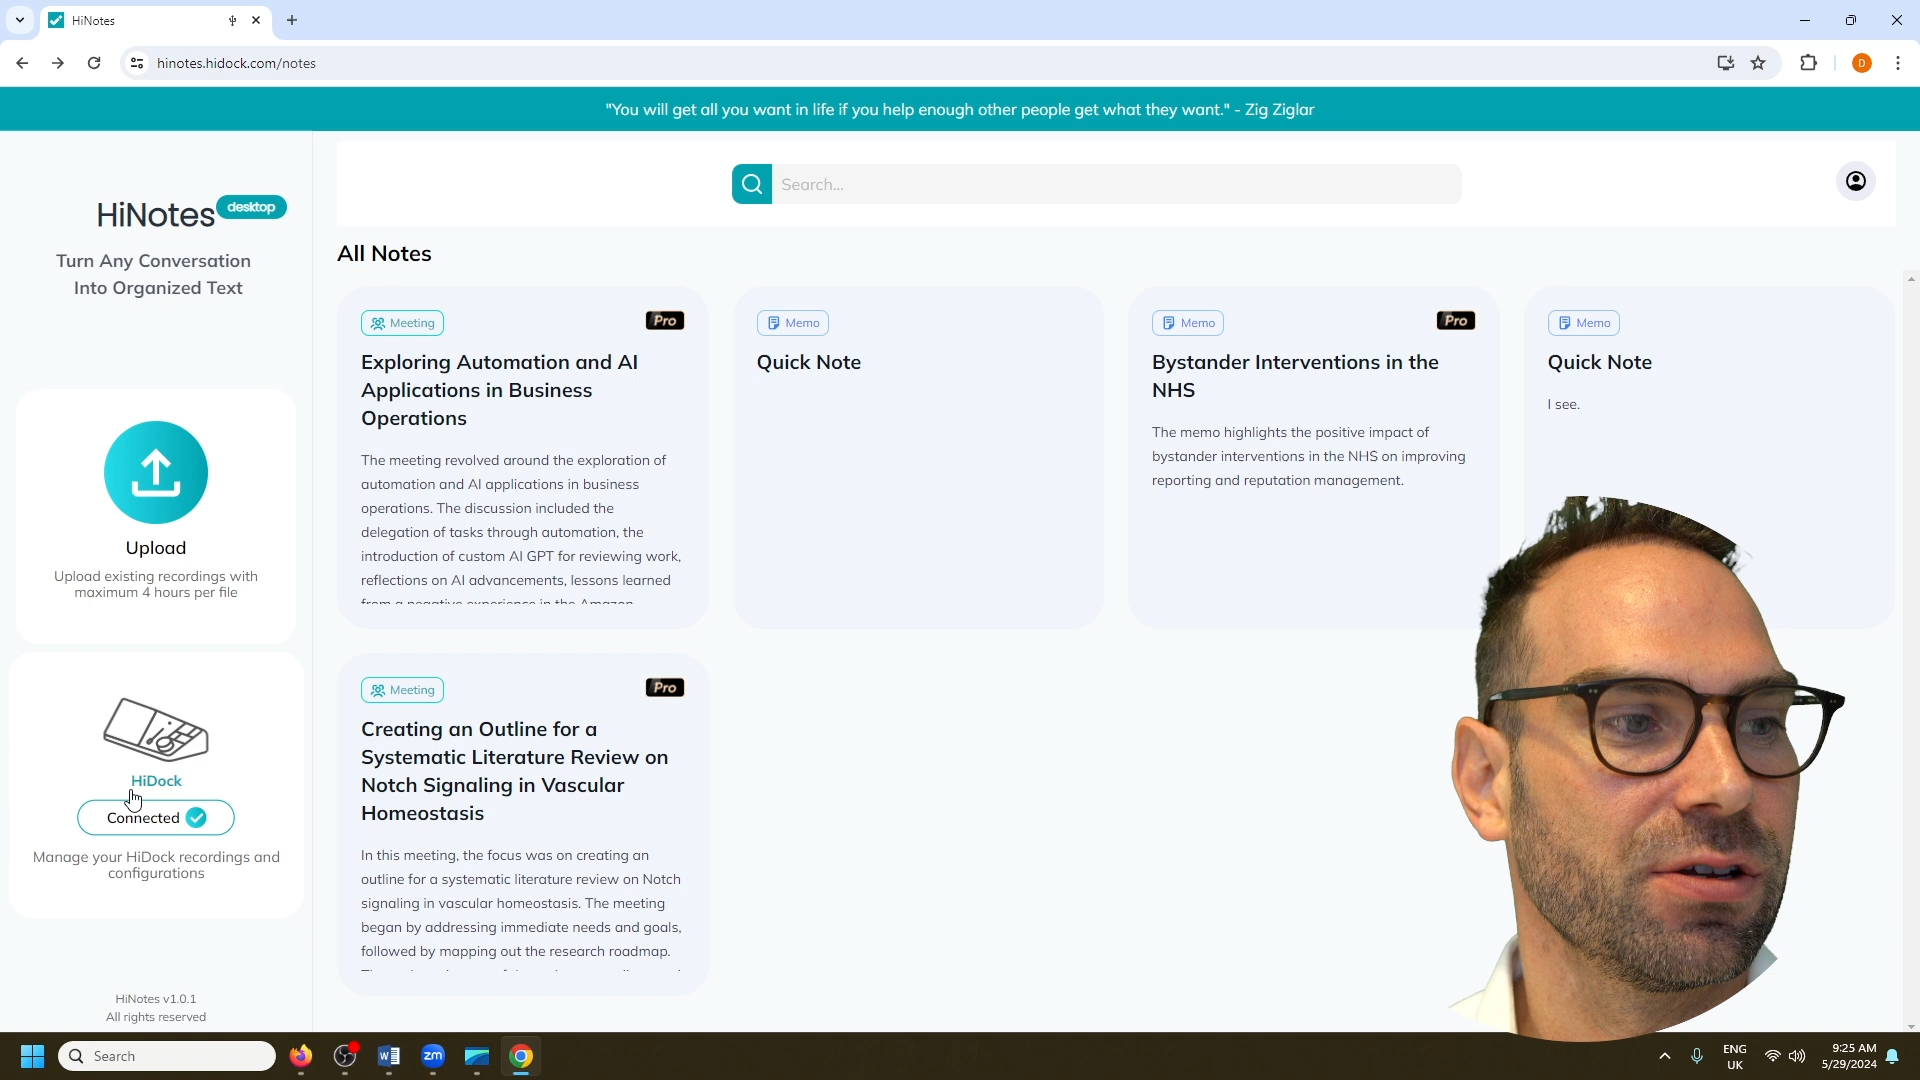 HiNotes
hinotes.hidock.com/notes
D
"You will get all you want in life if you help enough other people get what they want." - Zig Ziglar
HiNotes desktop
Turn Any Conversation
Into Organized Text
Upload
Upload existing recordings with
maximum 4 hours per file
HiDock
Connected
Manage your HiDock recordings and
configurations
HiNotes v1.0.1
All rights reserved
Search...
All Notes
Meeting
Pro
Exploring Automation and AI
Applications in Business
Operations
The meeting revolved around the exploration of
automation and AI applications in business
operations. The discussion included the
delegation of tasks through automation, the
introduction of custom AI GPT for reviewing work,
reflections on AI advancements, lessons learned
from a negative experience in the Amazon
Memo
Quick Note
Memo
Pro
Bystander Interventions in the
NHS
The memo highlights the positive impact of
bystander interventions in the NHS on improving
reporting and reputation management.
Memo
Quick Note
I see.
Meeting
Pro
Creating an Outline for a
Systematic Literature Review on
Notch Signaling in Vascular
Homeostasis
In this meeting, the focus was on creating an
outline for a systematic literature review on Notch
signaling in vascular homeostasis. The meeting
began by addressing immediate needs and goals,
followed by mapping out the research roadmap.
Search
W
zm
ENG
UK
9:25 AM
5/29/2024